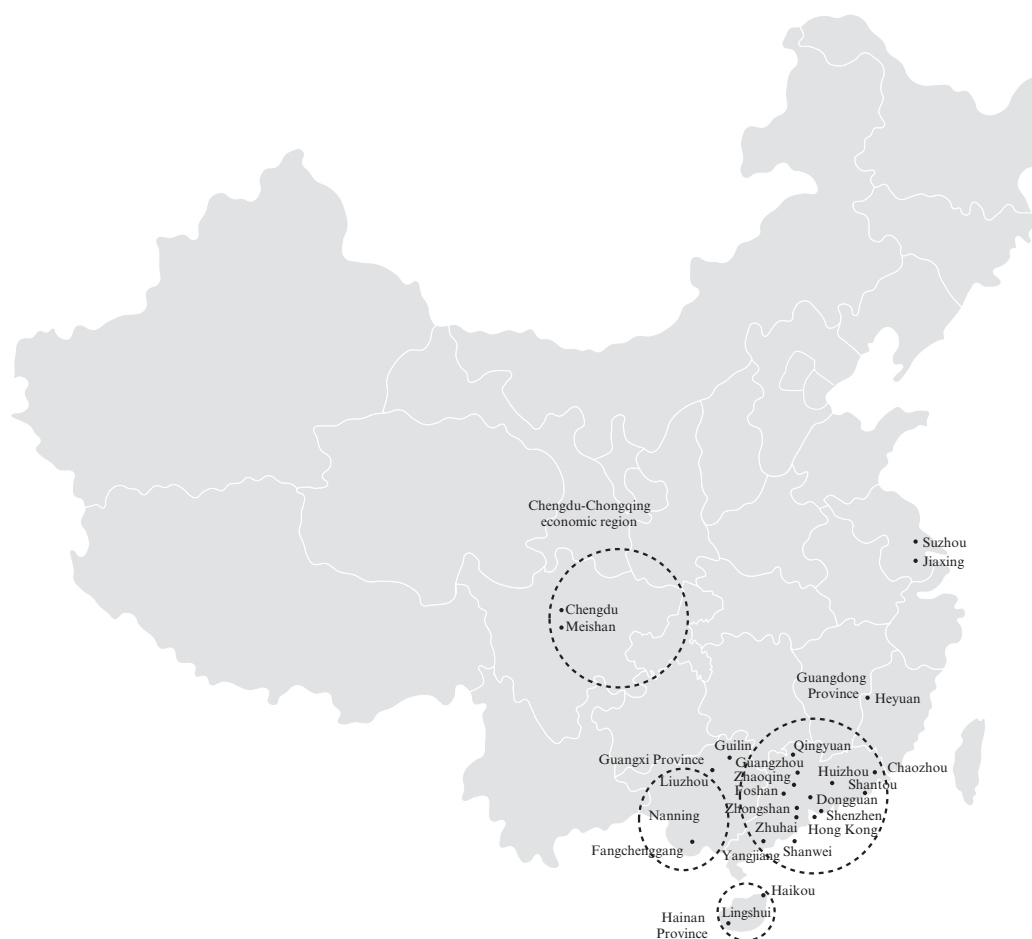 Chengdu-Chongqing
economic region
Suzhou
Jiaxing
Chengdu
Meishan
Guangdong
Province
Heyuan
Guilin
Qingyuan
Guangxi Province
Guangzhou
Liuzhou
Zhaoqing
Huizhou
Chaozhou
Foshan
Shantou
Dongguan
Nanning
Zhongshan
Shenzhen
Zhuhai
Hong Kong
Fangchenggang
Yangjiang
Shanwei
Haikou
Lingshui
Hainan
Province